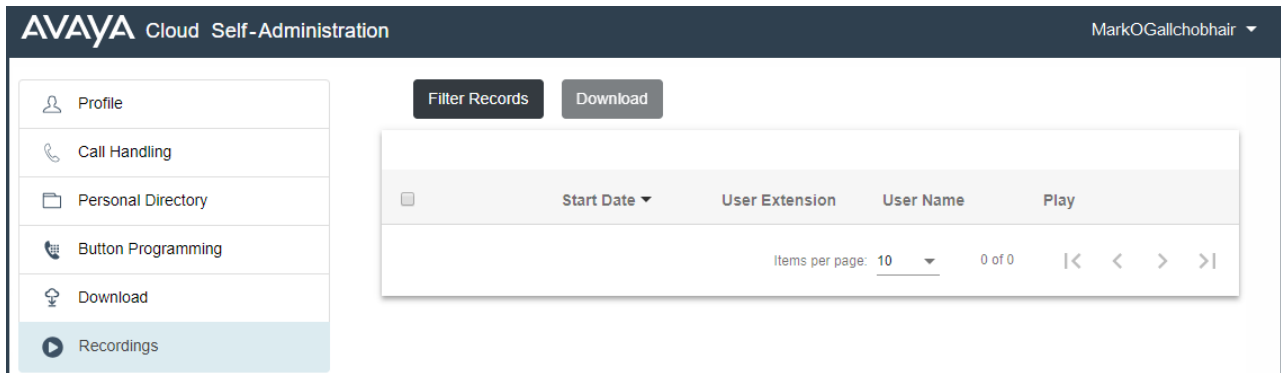 AVAYA Cloud Self-Administration
MarkOGallchobhair
Profile
Call Handling
Personal Directory
Button Programming
Download
Recordings
Filter Records Download
Start Date User Extension User Name Play
Items per page: 10 0 of 0